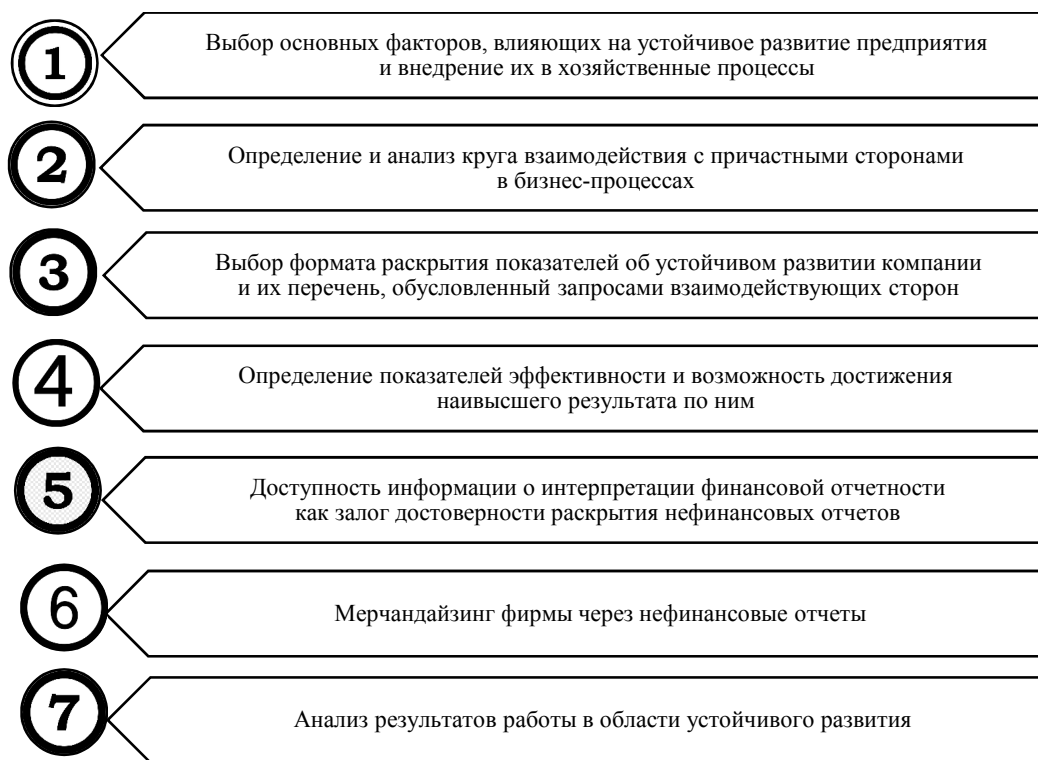 1
Выбор основных факторов, влияющих на устойчивое развитие предприятия
и внедрение их в хозяйственные процессы
2
Определение и анализ круга взаимодействия с причастными сторонами
в бизнес-процессах
3
Выбор формата раскрытия показателей об устойчивом развитии компании
и их перечень, обусловленный запросами взаимодействующих сторон
4
Определение показателей эффективности и возможность достижения
наивысшего результата по ним
5
Доступность информации о интерпретации финансовой отчетности
как залог достоверности раскрытия нефинансовых отчетов
6
Мерчандайзинг фирмы через нефинансовые отчеты
7
Анализ результатов работы в области устойчивого развития